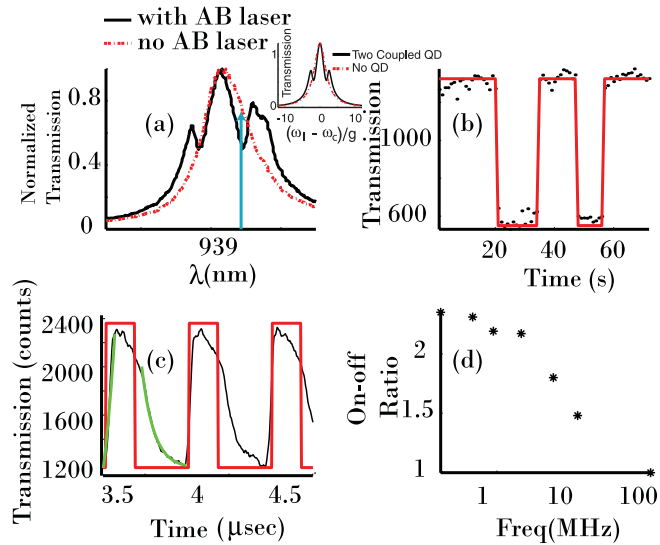 with AB laser
no AB laser
Normalized
Transmission
0.8
0.4
0
(a)
939
λ(nm)
Transmission
1
0
Two Coupled QD
No QD
-10 0 10
(ω_l - ω_c)/g
Transmission
1000
600
(b)
20 40 60
Time (s)
Transmission (counts)
2400
2000
1600
1200
(c)
3.5 4 4.5
Time (μsec)
On-off
Ratio
2
1.5
1
(d)
1 10 100
Freq(MHz)